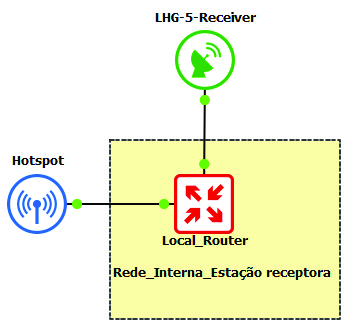 LHG-5-Receiver
Hotspot
Local_Router
Rede_Interna_Estação receptora